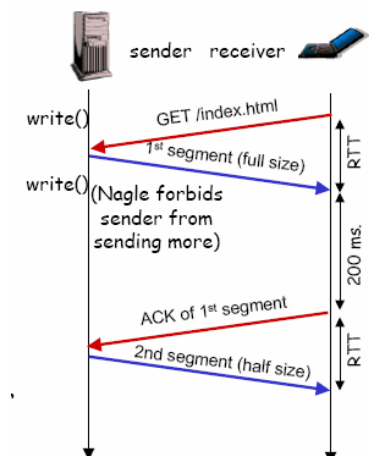 sender receiver
GET /index.html
write()
1st segment (full size)
RTT
write()
(Nagle forbids
sender from
sending more)
200 ms.
ACK of 1st segment
RTT
2nd segment (half size)